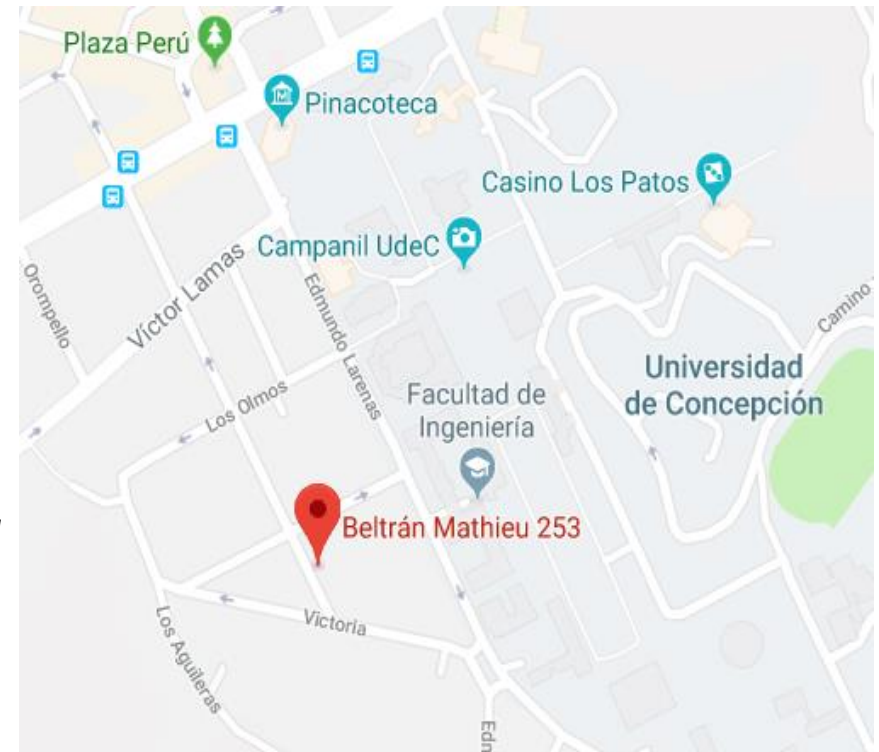 Plaza Perú
Pinacoteca
Casino Los Patos
Campanil UdeC
Orompello
Víctor Lamas
Edmundo Larenas
Camino
Universidad
de Concepción
Los Olmos
Facultad de
Ingeniería
Beltrán Mathieu 253
Victoria
Los Aguileras
Edm